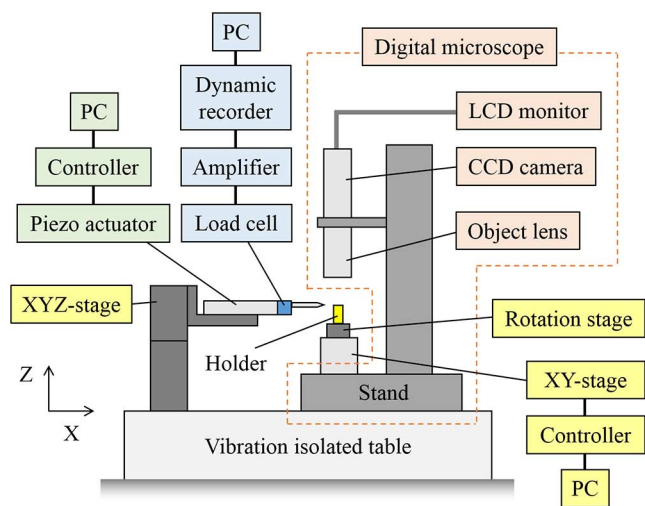 PC
Dynamic
recorder
Amplifier
Load cell
PC
Controller
Piezo actuator
XYZ-stage
Digital microscope
LCD monitor
CCD camera
Object lens
Rotation stage
XY-stage
Controller
PC
Holder
Stand
Vibration isolated table
Z
X